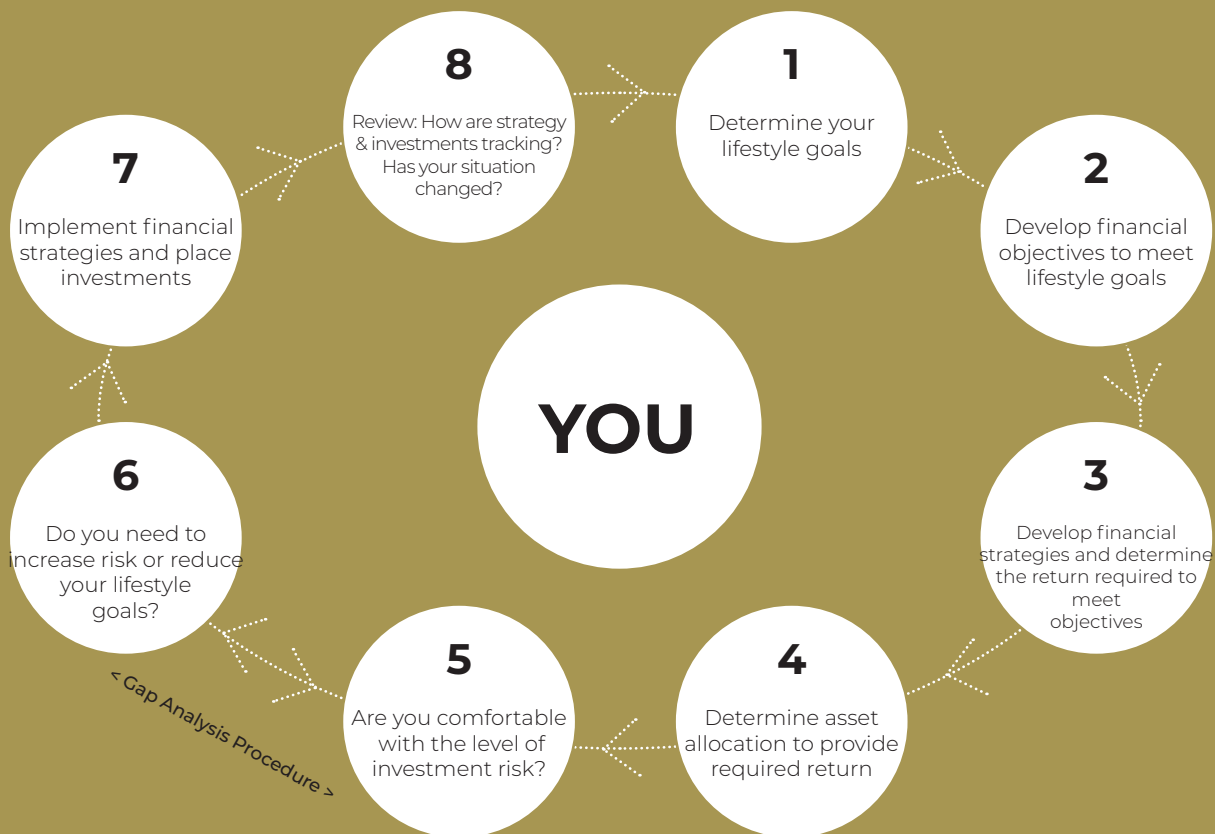 1
Determine your
lifestyle goals
2
Develop financial
objectives to meet
lifestyle goals
3
Develop financial
strategies and determine
the return required to
meet
objectives
4
Determine asset
allocation to provide
required return
5
Are you comfortable
with the level of
investment risk?
< Gap Analysis Procedure >
6
Do you need to
increase risk or reduce
your lifestyle
goals?
7
Implement financial
strategies and place
investments
8
Review: How are strategy
& investments tracking?
Has your situation
changed?
YOU